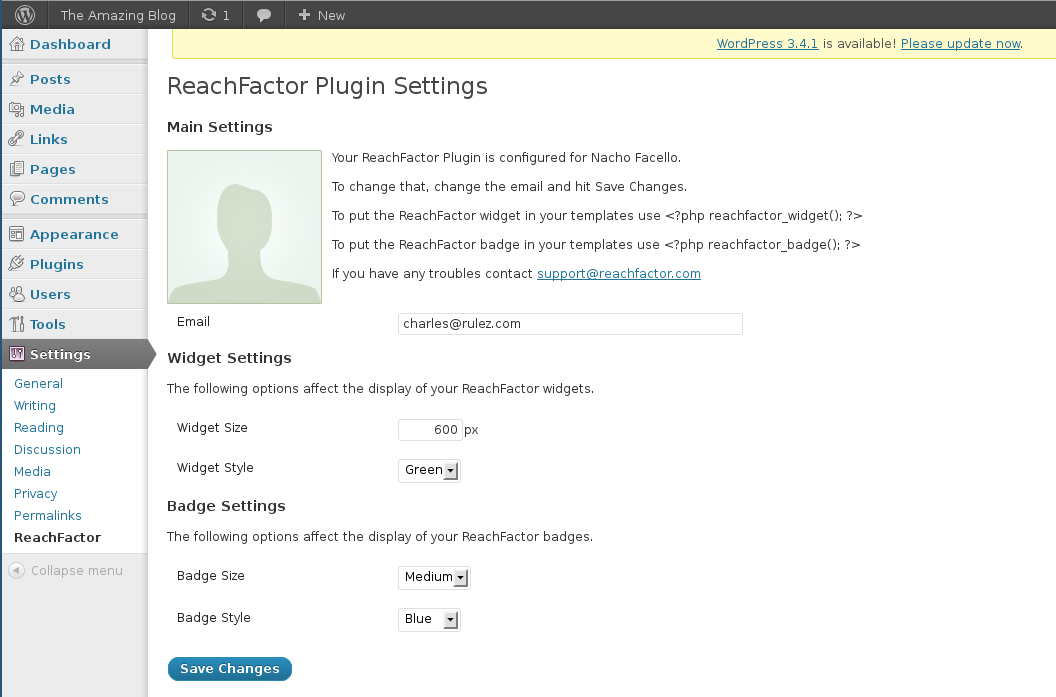 The Amazing Blog 1 New
WordPress 3.4.1 is available! Please update now.
Dashboard
Posts
Media
Links
Pages
Comments
Appearance
Plugins
Users
Tools
Settings
General
Writing
Reading
Discussion
Media
Privacy
Permalinks
ReachFactor
Collapse menu
ReachFactor Plugin Settings
Main Settings
Your ReachFactor Plugin is configured for Nacho Facello.
To change that, change the email and hit Save Changes.
To put the ReachFactor widget in your templates use <?php reachfactor_widget(); ?>
To put the ReachFactor badge in your templates use <?php reachfactor_badge(); ?>
If you have any troubles contact support@reachfactor.com
Email charles@rulez.com
Widget Settings
The following options affect the display of your ReachFactor widgets.
Widget Size 600 px
Widget Style Green
Badge Settings
The following options affect the display of your ReachFactor badges.
Badge Size Medium
Badge Style Blue
Save Changes